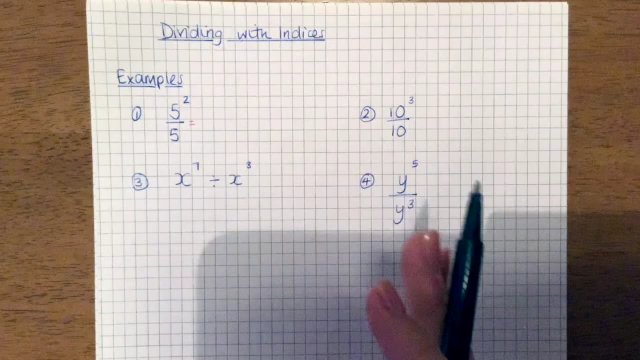 Dividing with Indices
Examples
① 5²/5 =
② 10³/10
③ x⁷ ÷ x³
④ y⁵/y³